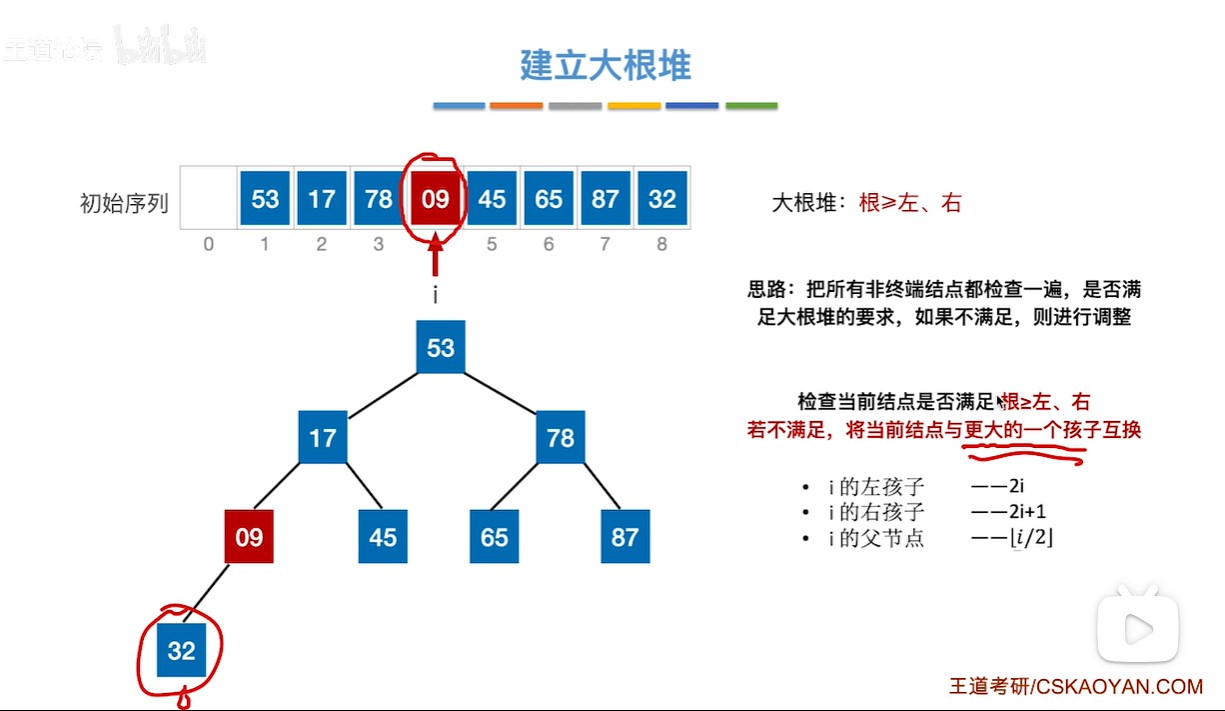 王道论坛 bilibili
建立大根堆
初始序列
53 17 78 09 45 65 87 32
0 1 2 3 5 6 7 8
i
大根堆：根≥左、右
思路：把所有非终端结点都检查一遍，是否满
足大根堆的要求，如果不满足，则进行调整
检查当前结点是否满足 根≥左、右
若不满足，将当前结点与更大的一个孩子互换
• i 的左孩子 ——2i
• i 的右孩子 ——2i+1
• i 的父节点 ——⌊i/2⌋
53
17 78
09 45 65 87
32
8
王道考研/CSKAOYAN.COM